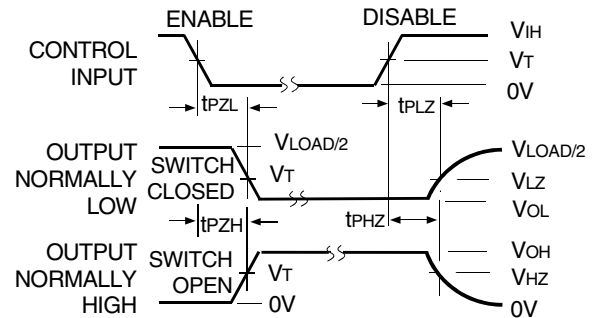 ENABLE DISABLE
CONTROL INPUT
VIH
VT
0V
tPZL tPLZ
OUTPUT NORMALLY LOW
SWITCH CLOSED
VLOAD/2
VT
VLOAD/2
VLZ
VOL
tPZH tPHZ
OUTPUT NORMALLY HIGH
SWITCH OPEN
VT
0V
VOH
VHZ
0V